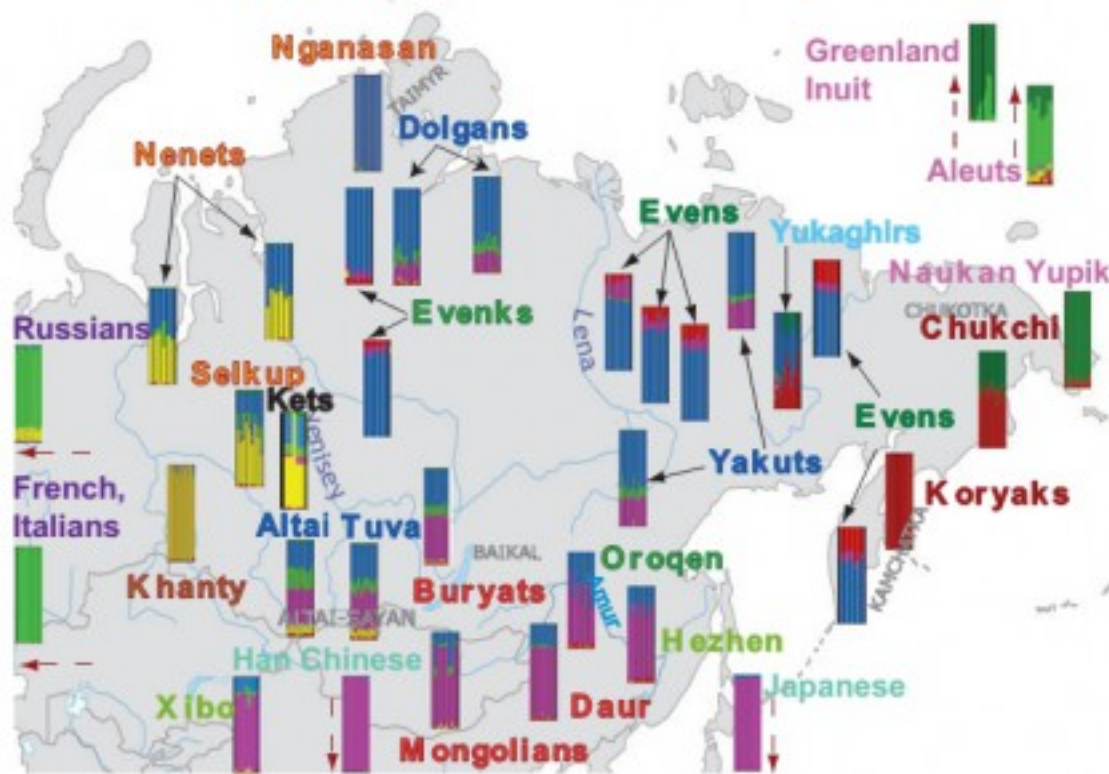 Nganasan
TAIMYR
Greenland
Inuit
Dolgans
Nenets
Aleuts
Evens
Yukaghirs
Naukan Yupik
CHUKOTKA
Russians
Evenks
Lena
Chukchi
Selkup
Kets
Yenisey
Evens
Yakuts
French,
Italians
Koryaks
KAMCHATKA
Altai Tuva
BAIKAL
Oroqen
Khanty
Buryats
Amur
ALTAI-SAYAN
Han Chinese
Hezhen
Xibo
Daur
Japanese
Mongolians